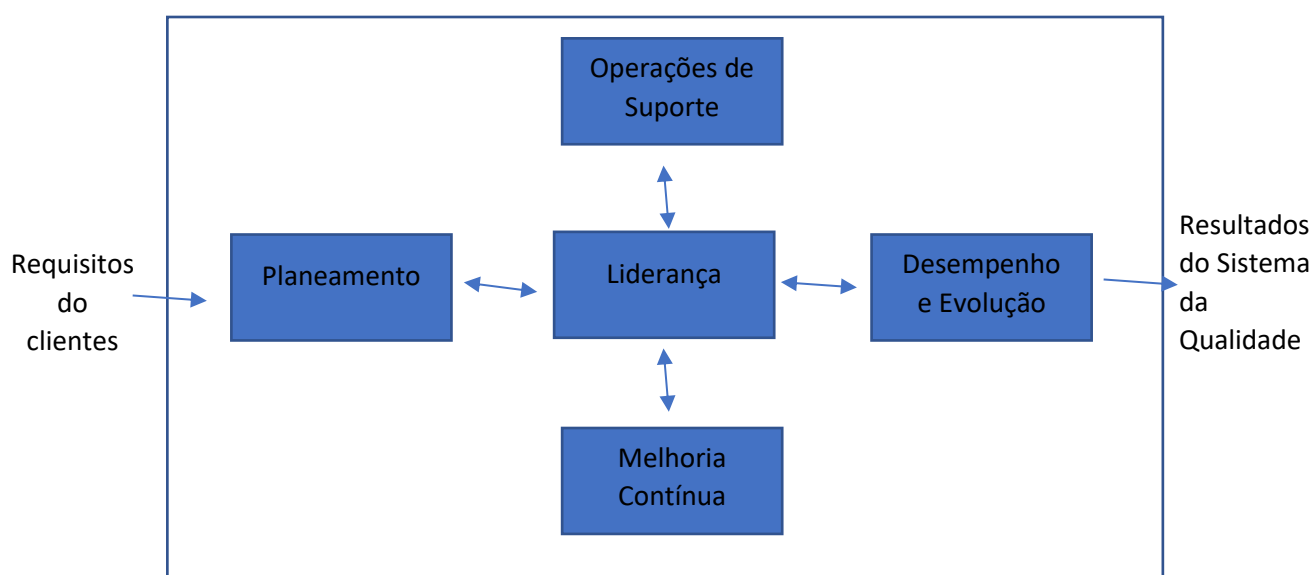 Operações de
Suporte
Requisitos
do
clientes
Planeamento
Liderança
Desempenho
e Evolução
Resultados
do Sistema
da
Qualidade
Melhoria
Contínua